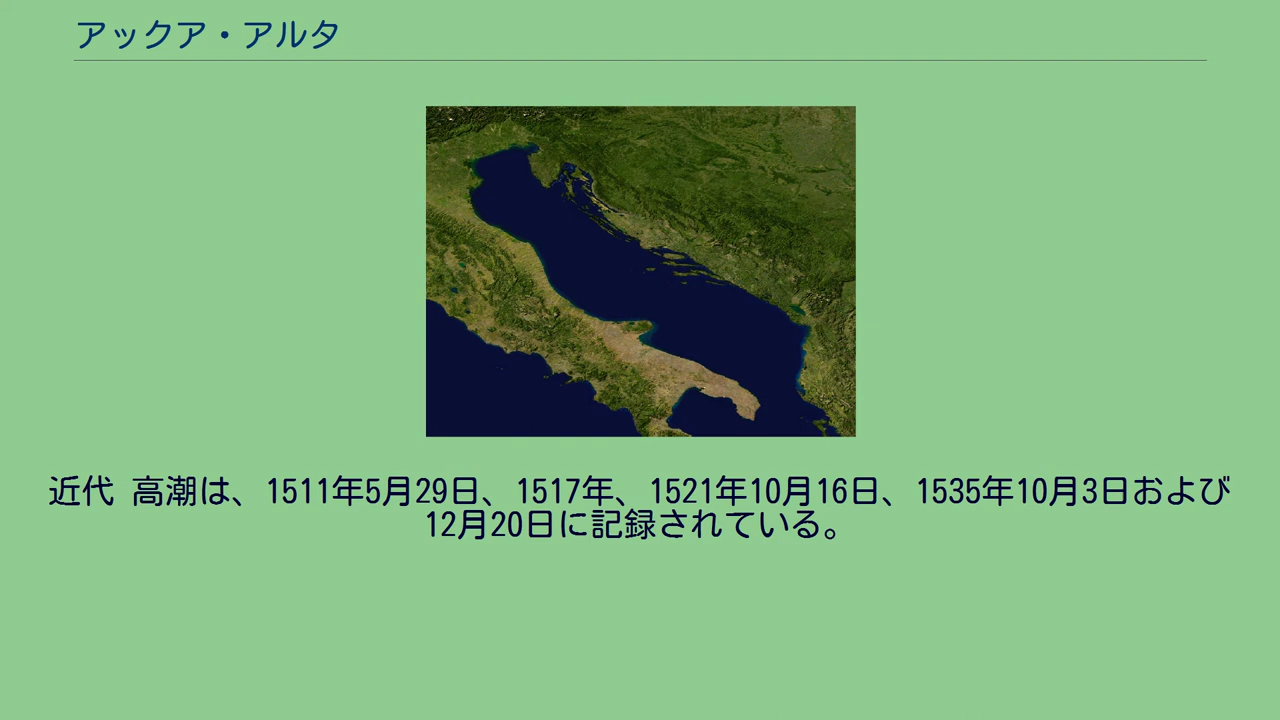 アックア・アルタ
近代 高潮は、1511年5月29日、1517年、1521年10月16日、1535年10月3日および
12月20日に記録されている。